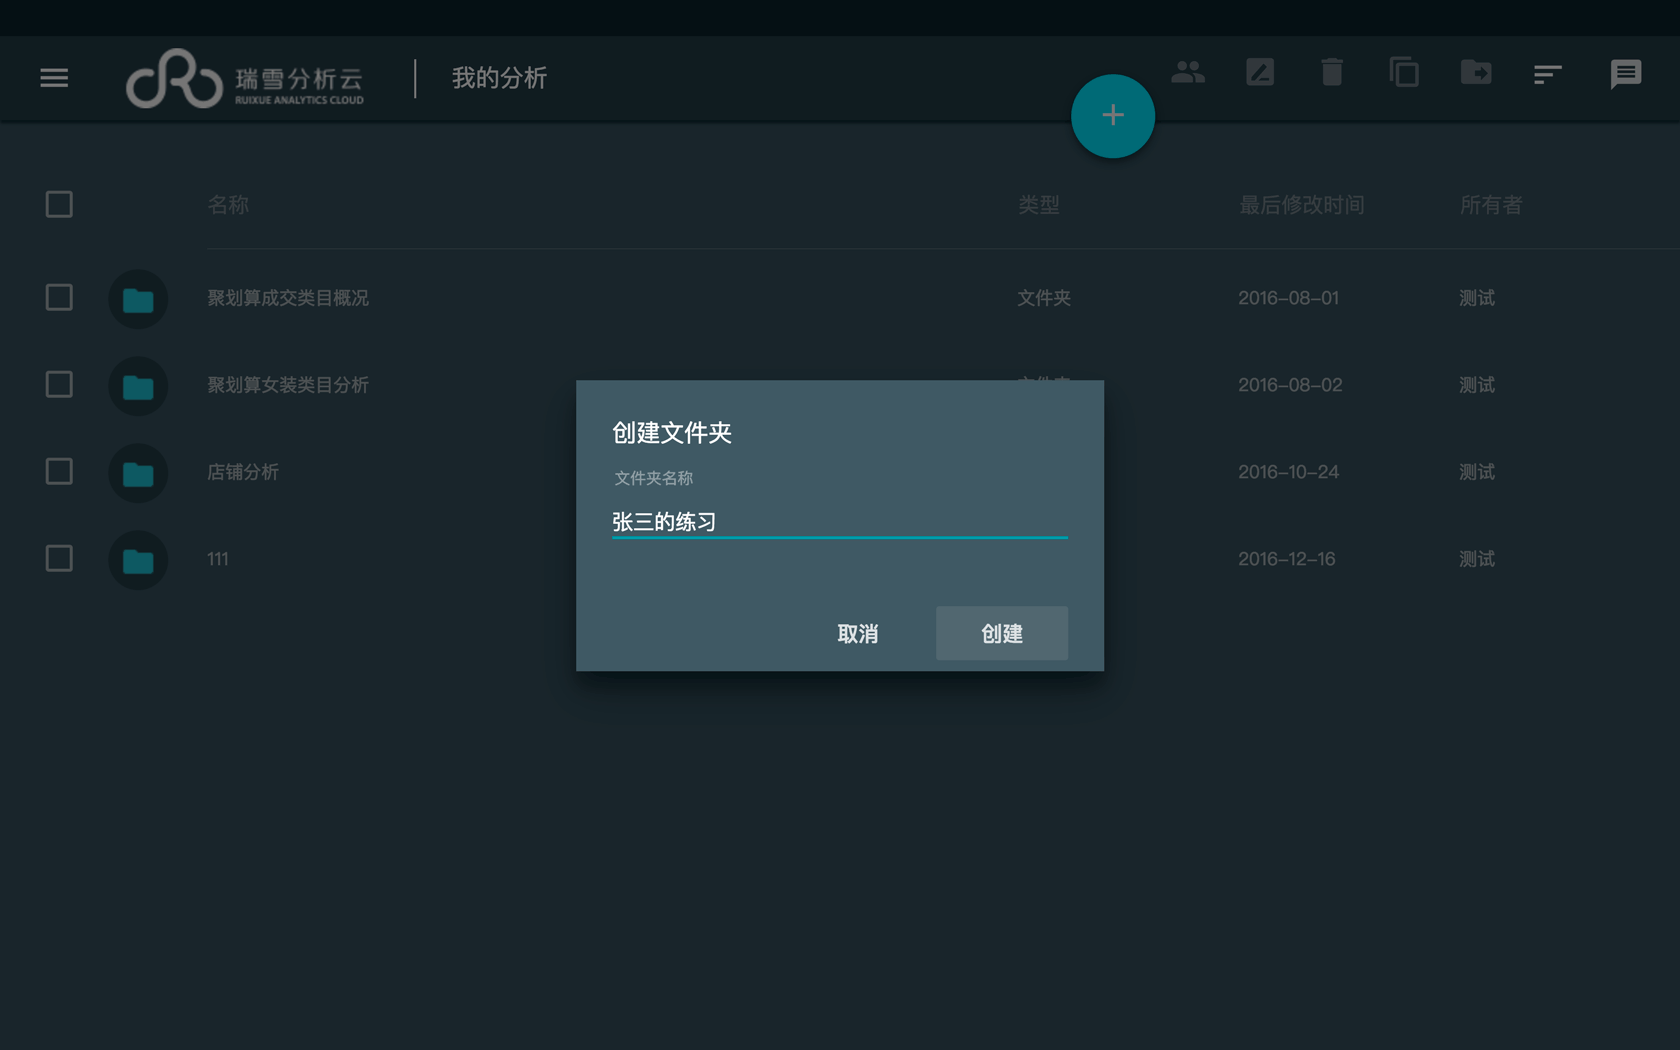 瑞雪分析云
RUIXUE ANALYTICS CLOUD
我的分析
名称 类型 最后修改时间 所有者
聚划算成交类目概况 文件夹 2016-08-01 测试
聚划算女装类目分析 2016-08-02 测试
店铺分析 2016-10-24 测试
111 2016-12-16 测试
创建文件夹
文件夹名称
张三的练习
取消 创建